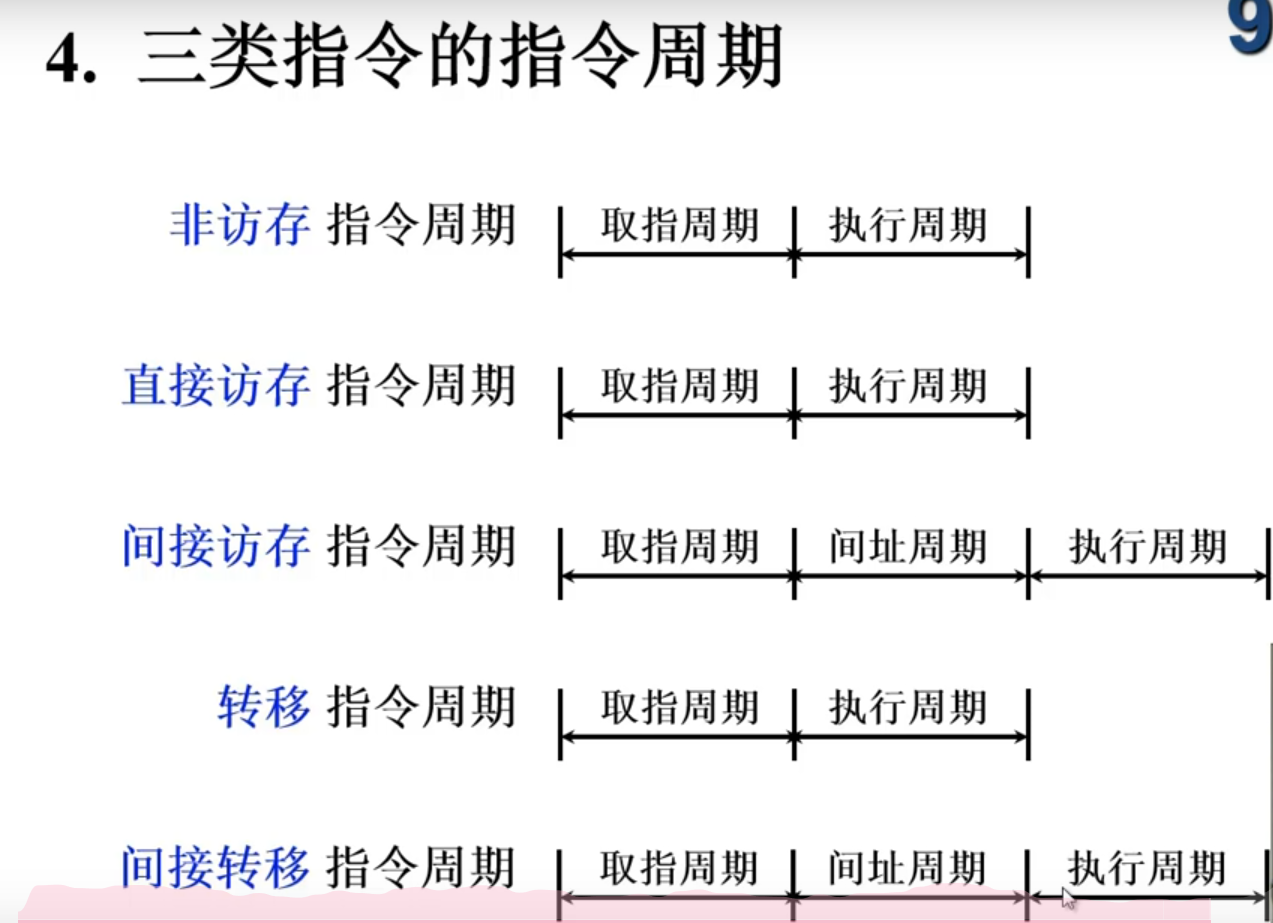 4. 三类指令的指令周期 9
非访存 指令周期 取指周期 执行周期
直接访存 指令周期 取指周期 执行周期
间接访存 指令周期 取指周期 间址周期 执行周期
转移 指令周期 取指周期 执行周期
间接转移 指令周期 取指周期 间址周期 执行周期